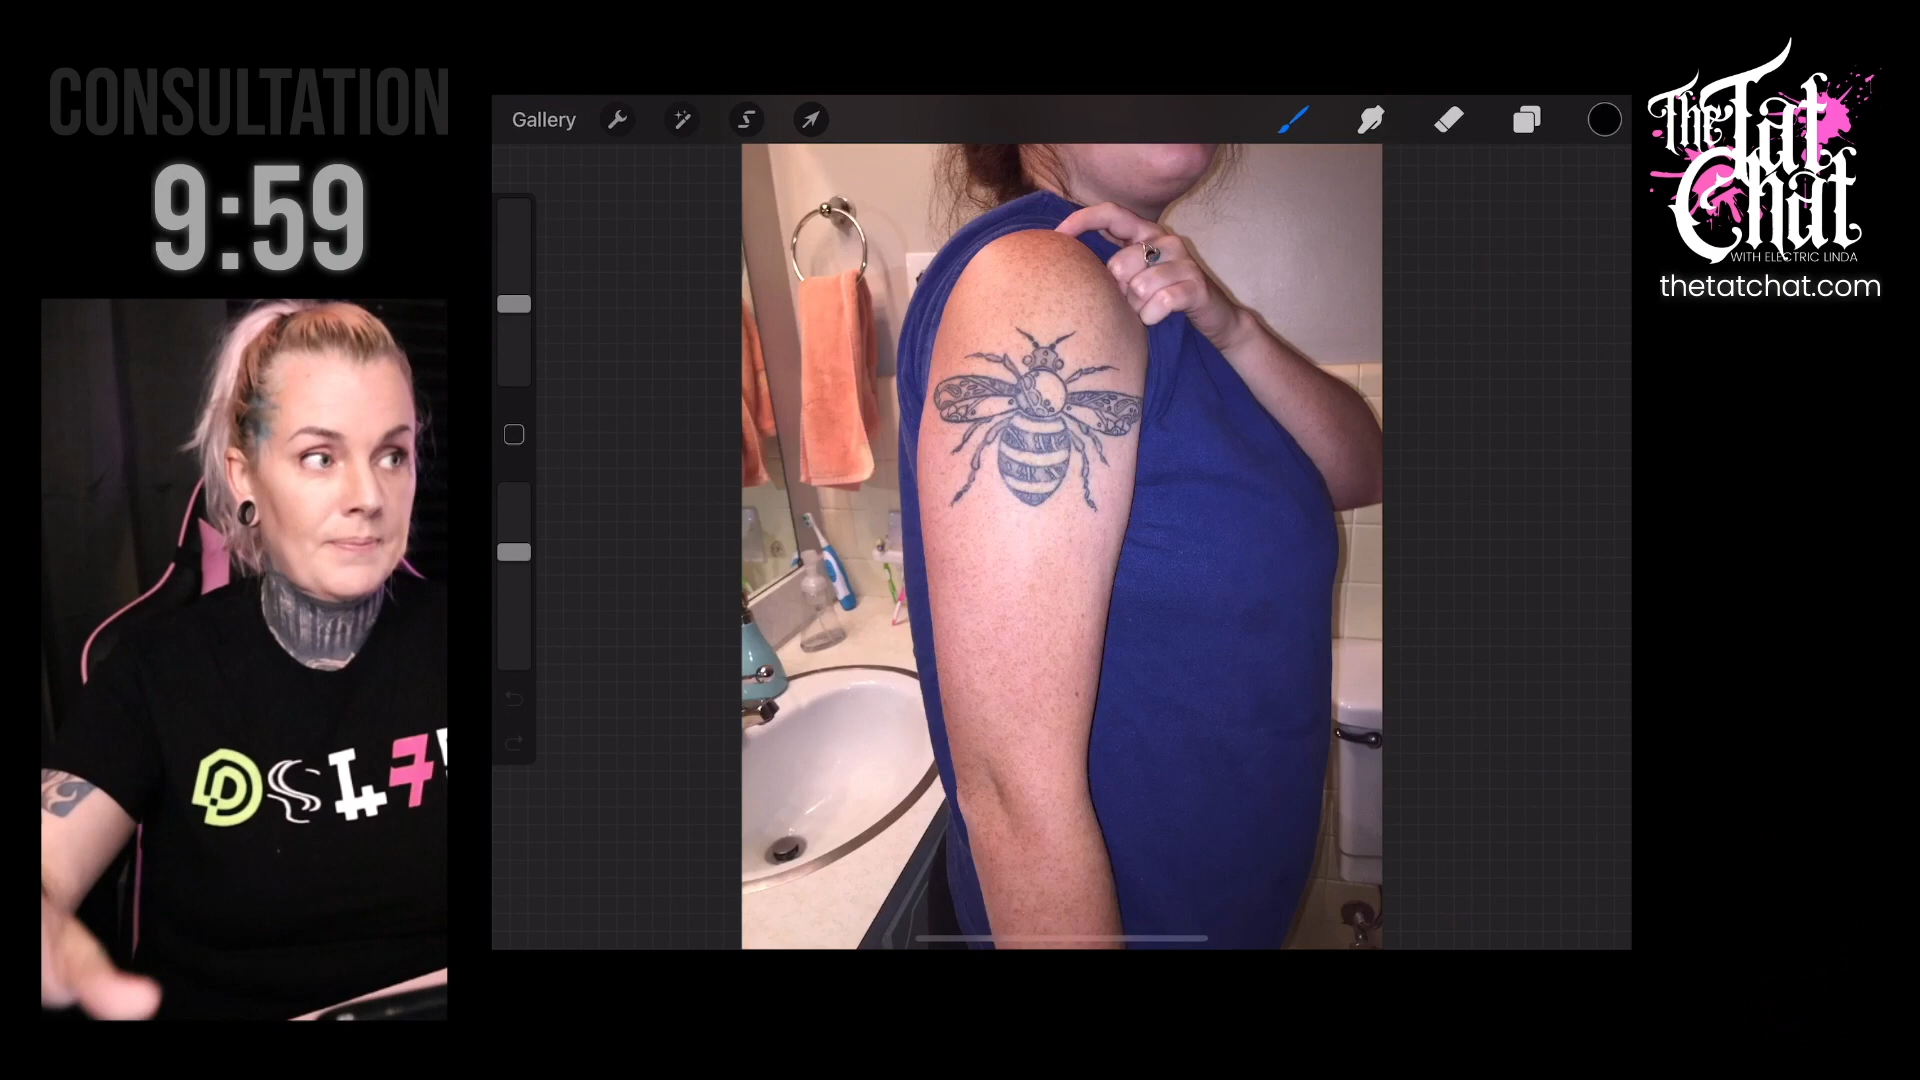 CONSULTATION
9:59
Gallery
The Tat
Chat
WITH ELECTRIC LINDA
thetatchat.com